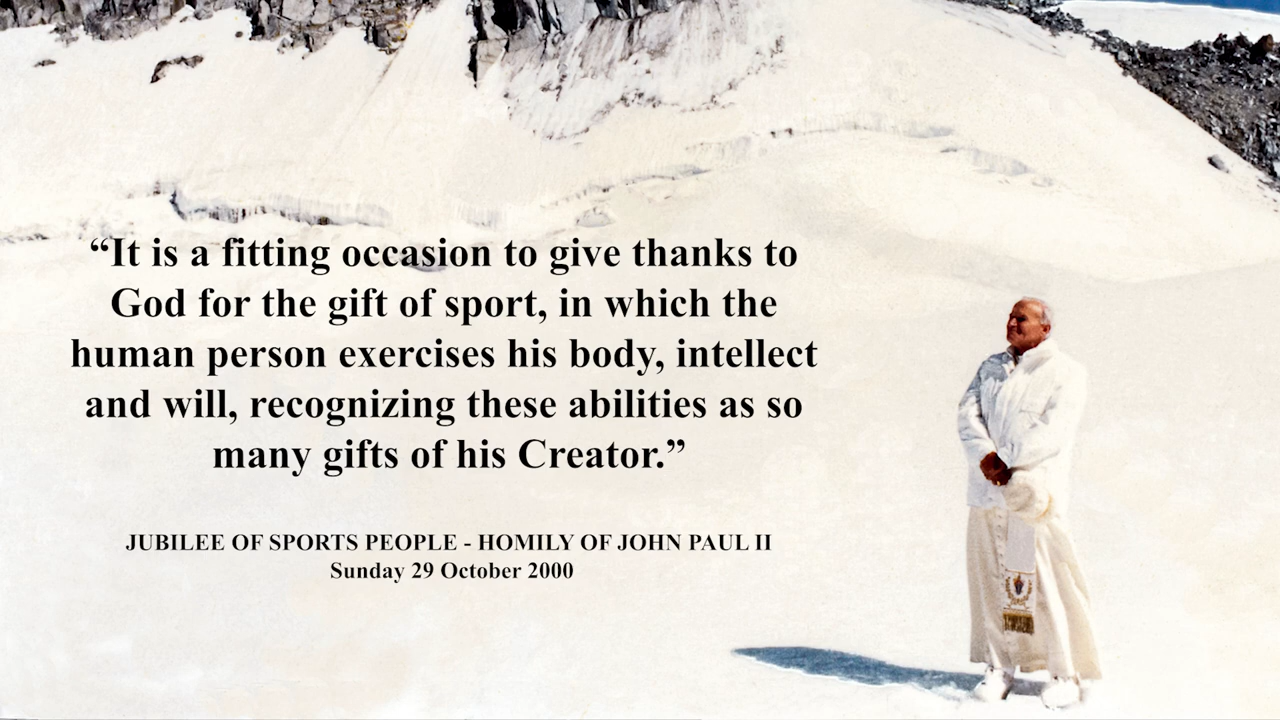 “It is a fitting occasion to give thanks to
God for the gift of sport, in which the
human person exercises his body, intellect
and will, recognizing these abilities as so
many gifts of his Creator.”
JUBILEE OF SPORTS PEOPLE - HOMILY OF JOHN PAUL II
Sunday 29 October 2000